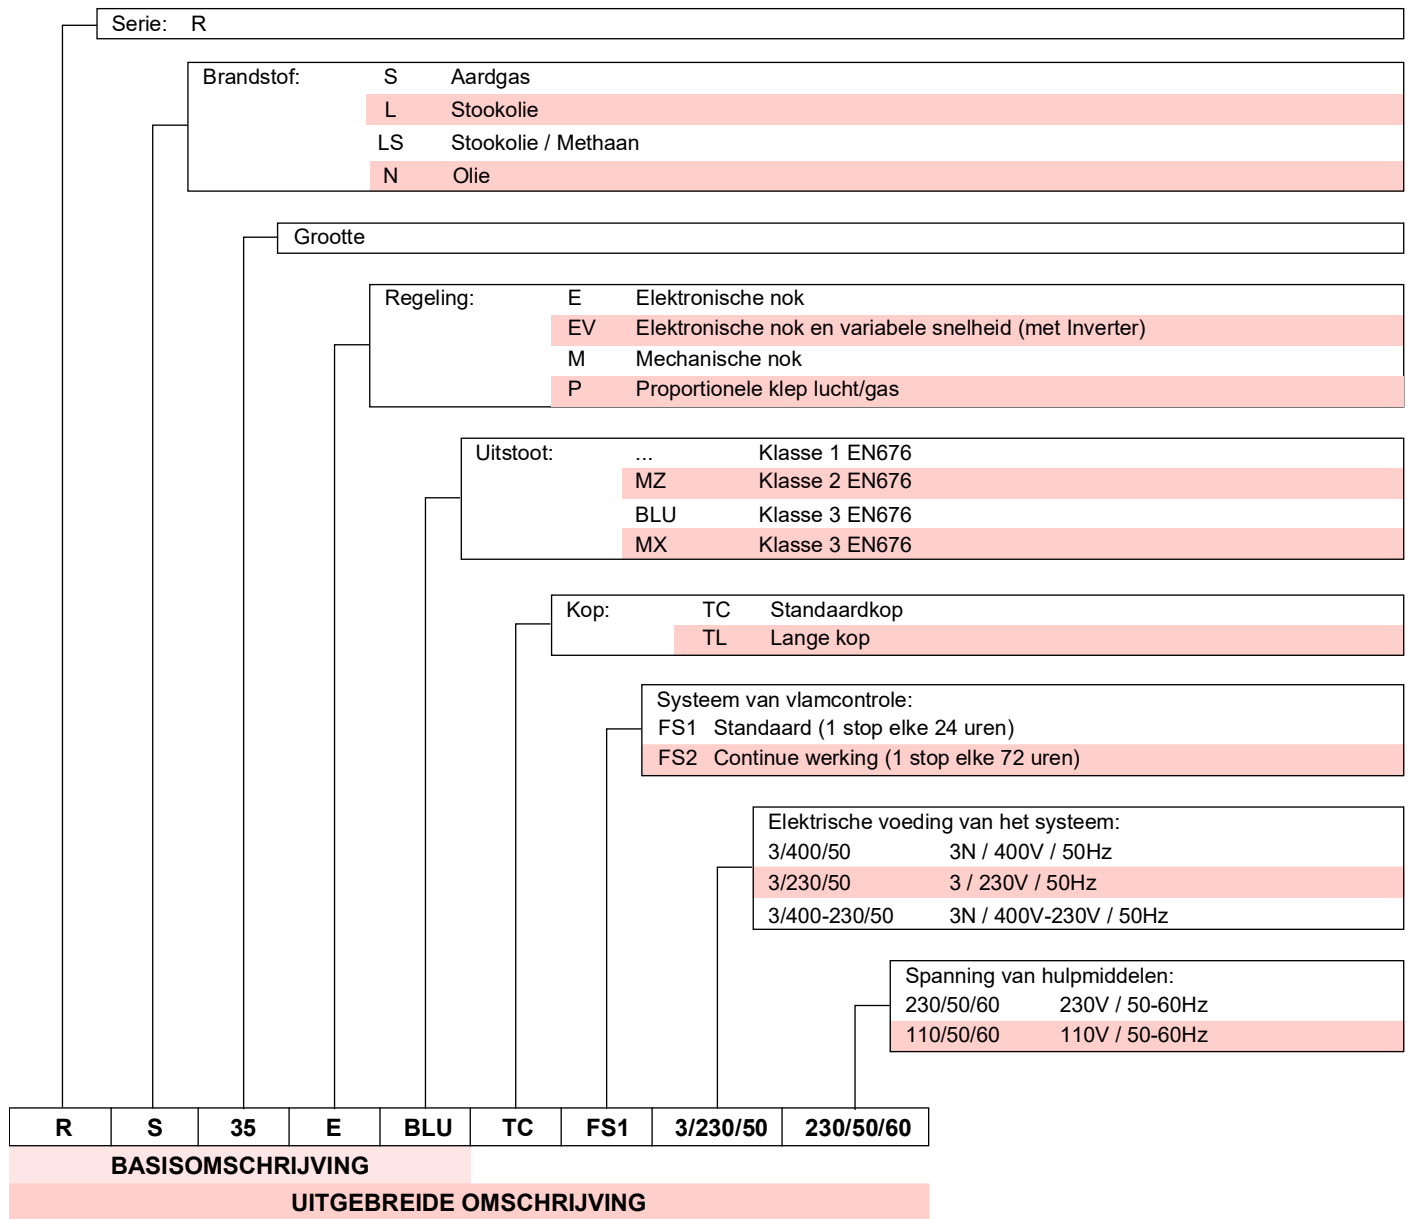 Serie: R
Brandstof: S Aardgas
L Stookolie
LS Stookolie / Methaan
N Olie
Grootte
Regeling: E Elektronische nok
EV Elektronische nok en variabele snelheid (met Inverter)
M Mechanische nok
P Proportionele klep lucht/gas
Uitstoot: ... Klasse 1 EN676
MZ Klasse 2 EN676
BLU Klasse 3 EN676
MX Klasse 3 EN676
Kop: TC Standaardkop
TL Lange kop
Systeem van vlamcontrole:
FS1 Standaard (1 stop elke 24 uren)
FS2 Continue werking (1 stop elke 72 uren)
Elektrische voeding van het systeem:
3/400/50 3N / 400V / 50Hz
3/230/50 3 / 230V / 50Hz
3/400-230/50 3N / 400V-230V / 50Hz
Spanning van hulpmiddelen:
230/50/60 230V / 50-60Hz
110/50/60 110V / 50-60Hz
R S 35 E BLU TC FS1 3/230/50 230/50/60
BASISOMSCHRIJVING
UITGEBREIDE OMSCHRIJVING